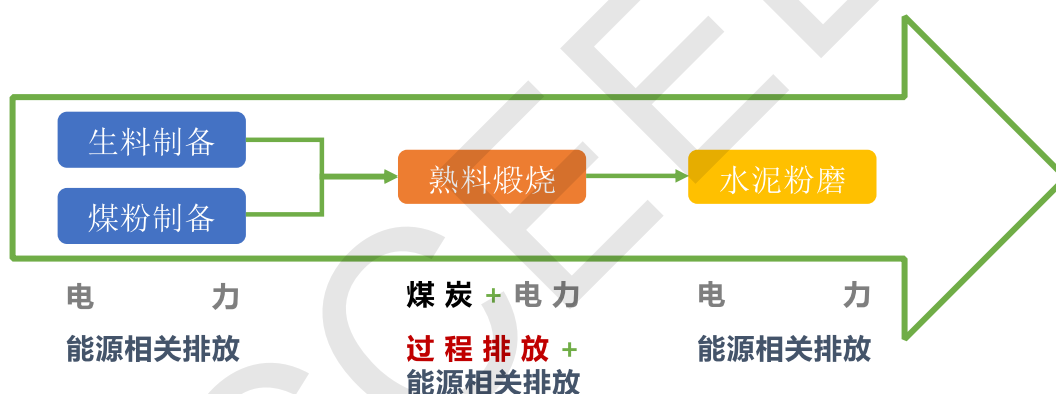 生料制备
煤粉制备
熟料煅烧
水泥粉磨
电 力
煤炭 + 电力
电 力
能源相关排放
过程排放 +
能源相关排放
能源相关排放